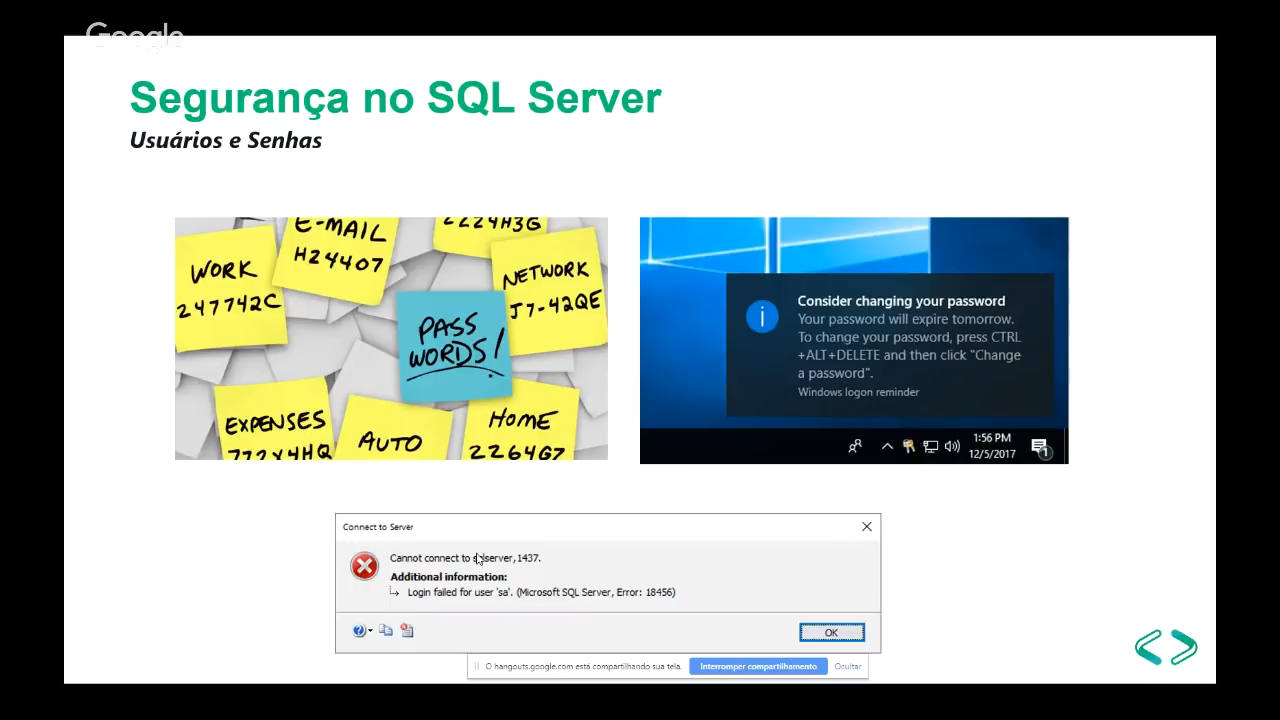 Google
Segurança no SQL Server
Usuários e Senhas
E-MAIL
H24407
2224H3G
WORK
247742C
NETWORK
J7-42QE
PASS
WORDS!
EXPENSES
772X4HQ
AUTO
HOME
2264G7
Consider changing your password
Your password will expire tomorrow.
To change your password, press CTRL
+ALT+DELETE and then click "Change
a password".
Windows logon reminder
1:56 PM
12/5/2017
1
Connect to Server
Cannot connect to sqlserver,1437.
Additional information:
Login failed for user 'sa'. (Microsoft SQL Server, Error: 18456)
OK
O hangouts.google.com está compartilhando sua tela.
Interromper compartilhamento
Ocultar